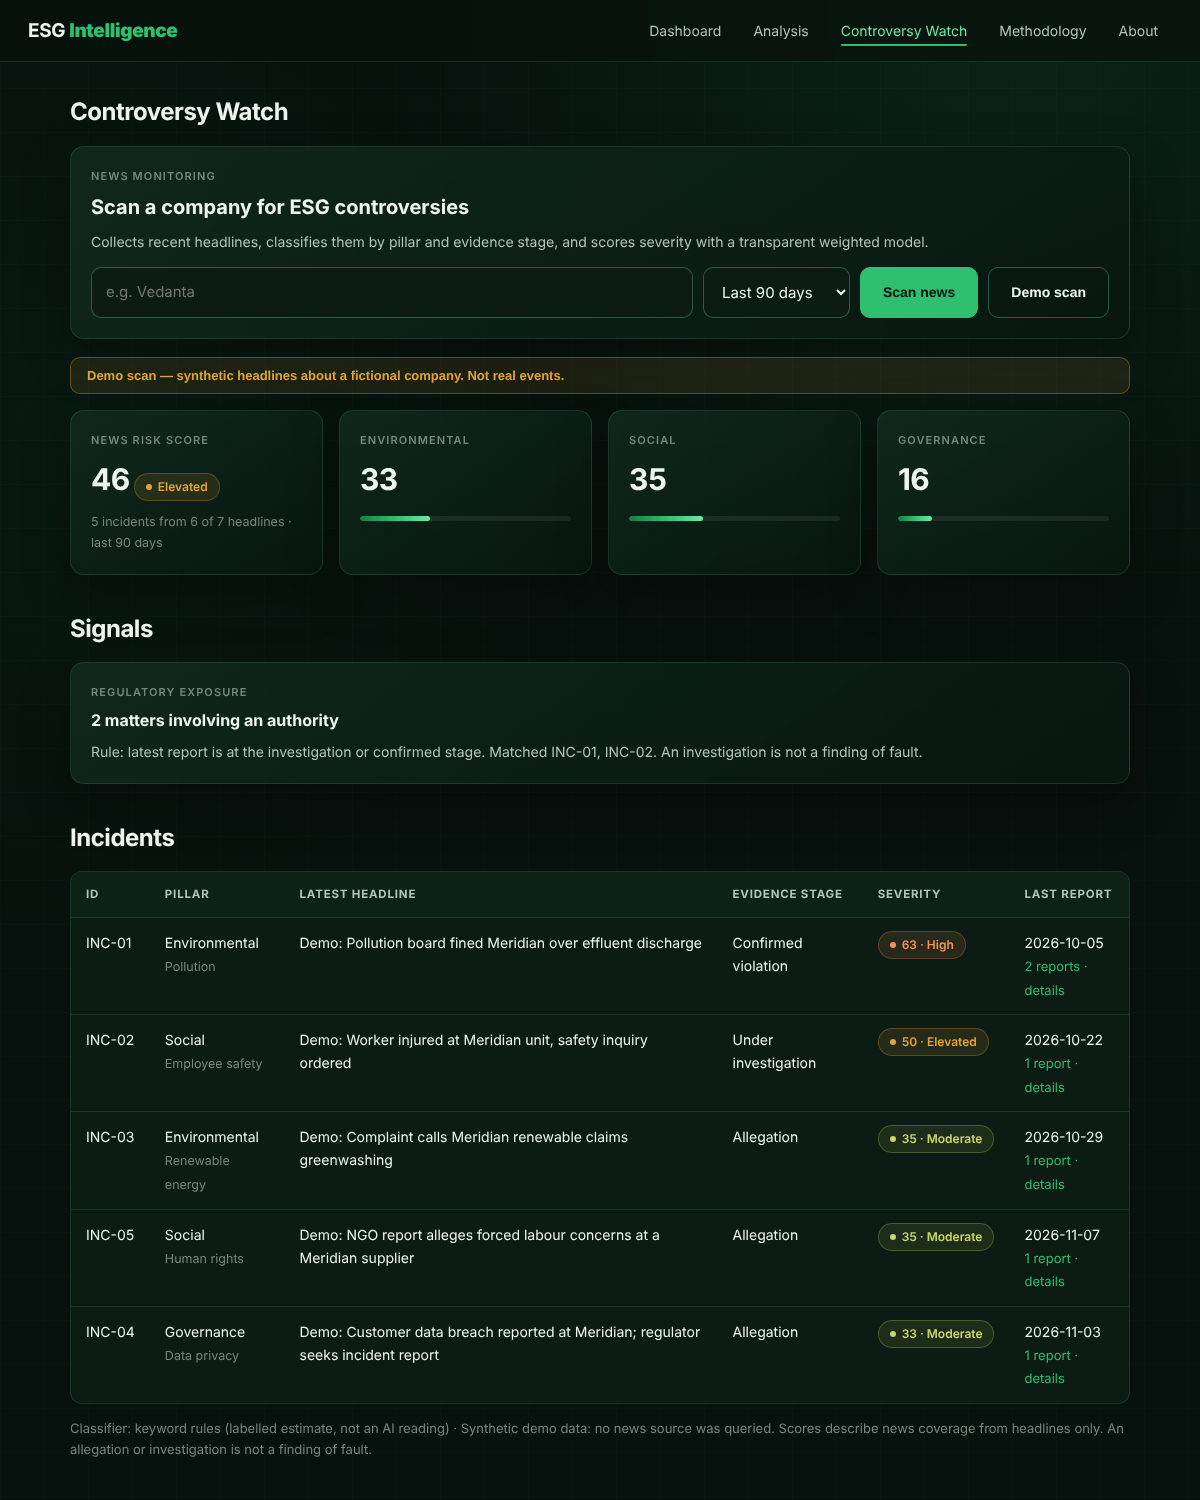 ESG Intelligence
Dashboard
Analysis
Controversy Watch
Methodology
About
Controversy Watch
NEWS MONITORING
Scan a company for ESG controversies
Collects recent headlines, classifies them by pillar and evidence stage, and scores severity with a transparent weighted model.
e.g. Vedanta
Last 90 days
Scan news
Demo scan
Demo scan — synthetic headlines about a fictional company. Not real events.
NEWS RISK SCORE
46 Elevated
5 incidents from 6 of 7 headlines ·
last 90 days
ENVIRONMENTAL
33
SOCIAL
35
GOVERNANCE
16
Signals
REGULATORY EXPOSURE
2 matters involving an authority
Rule: latest report is at the investigation or confirmed stage. Matched INC-01, INC-02. An investigation is not a finding of fault.
Incidents
ID PILLAR LATEST HEADLINE EVIDENCE STAGE SEVERITY LAST REPORT
INC-01 Environmental Demo: Pollution board fined Meridian over effluent discharge Confirmed 63 · High 2026-10-05
Pollution violation 2 reports ·
details
INC-02 Social Demo: Worker injured at Meridian unit, safety inquiry Under 50 · Elevated 2026-10-22
Employee safety ordered investigation 1 report ·
details
INC-03 Environmental Demo: Complaint calls Meridian renewable claims Allegation 35 · Moderate 2026-10-29
Renewable greenwashing 1 report ·
energy details
INC-05 Social Demo: NGO report alleges forced labour concerns at a Allegation 35 · Moderate 2026-11-07
Human rights Meridian supplier 1 report ·
details
INC-04 Governance Demo: Customer data breach reported at Meridian; regulator Allegation 33 · Moderate 2026-11-03
Data privacy seeks incident report 1 report ·
details
Classifier: keyword rules (labelled estimate, not an AI reading) · Synthetic demo data: no news source was queried. Scores describe news coverage from headlines only. An
allegation or investigation is not a finding of fault.